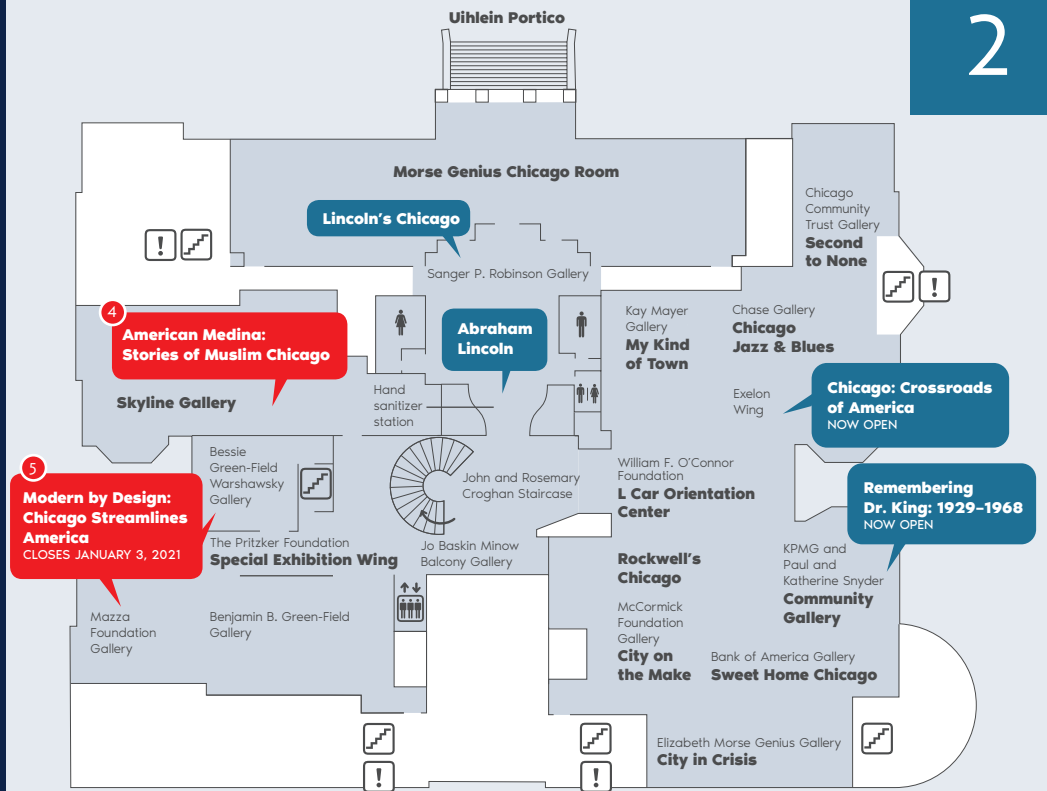 2
Uihlein Portico
Morse Genius Chicago Room
Lincoln's Chicago
Sanger P. Robinson Gallery
Chicago
Community
Trust Gallery
Second
to None
!
!
4
American Medina:
Stories of Muslim Chicago
Skyline Gallery
Abraham
Lincoln
Hand
sanitizer
station
Kay Mayer
Gallery
My Kind
of Town
Chase Gallery
Chicago
Jazz & Blues
Exelon
Wing
Chicago: Crossroads
of America
NOW OPEN
5
Modern by Design:
Chicago Streamlines
America
CLOSES JANUARY 3, 2021
Bessie
Green-Field
Warshawsky
Gallery
John and Rosemary
Croghan Staircase
William F. O'Connor
Foundation
L Car Orientation
Center
Remembering
Dr. King: 1929–1968
NOW OPEN
The Pritzker Foundation
Special Exhibition Wing
Jo Baskin Minow
Balcony Gallery
Rockwell's
Chicago
KPMG and
Paul and
Katherine Snyder
Community
Gallery
Mazza
Foundation
Gallery
Benjamin B. Green-Field
Gallery
McCormick
Foundation
Gallery
City on
the Make
Bank of America Gallery
Sweet Home Chicago
Elizabeth Morse Genius Gallery
City in Crisis
!
!